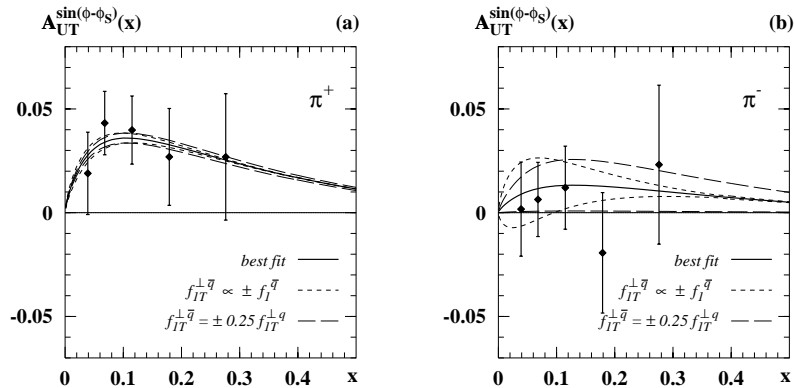 A_UT^sin(ϕ-ϕ_S)(x) (a)
π⁺
0.05
0
-0.05
best fit
f_1T^⊥q̄ ∝ ± f_1^q̄
f_1T^⊥q̄ = ± 0.25 f_1T^⊥q
0 0.1 0.2 0.3 0.4 x
A_UT^sin(ϕ-ϕ_S)(x) (b)
π⁻
0.05
0
-0.05
best fit
f_1T^⊥q̄ ∝ ± f_1^q̄
f_1T^⊥q̄ = ± 0.25 f_1T^⊥q
0 0.1 0.2 0.3 0.4 x